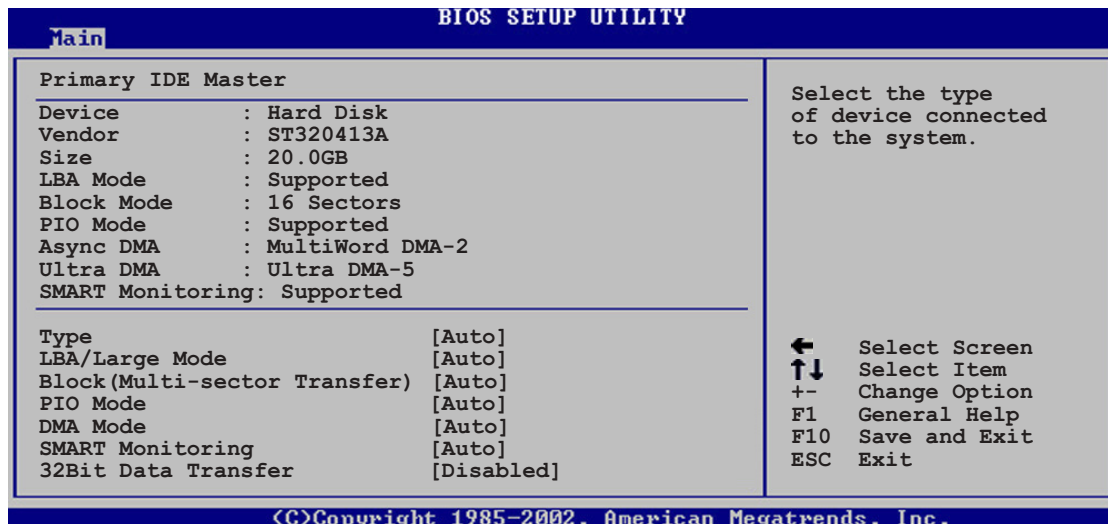 BIOS SETUP UTILITY
Main
Primary IDE Master
Device : Hard Disk
Vendor : ST320413A
Size : 20.0GB
LBA Mode : Supported
Block Mode : 16 Sectors
PIO Mode : Supported
Async DMA : MultiWord DMA-2
Ultra DMA : Ultra DMA-5
SMART Monitoring: Supported
Type [Auto]
LBA/Large Mode [Auto]
Block(Multi-sector Transfer) [Auto]
PIO Mode [Auto]
DMA Mode [Auto]
SMART Monitoring [Auto]
32Bit Data Transfer [Disabled]
Select the type
of device connected
to the system.
← Select Screen
↑↓ Select Item
+- Change Option
F1 General Help
F10 Save and Exit
ESC Exit
(C)Copyright 1985-2002, American Megatrends, Inc.